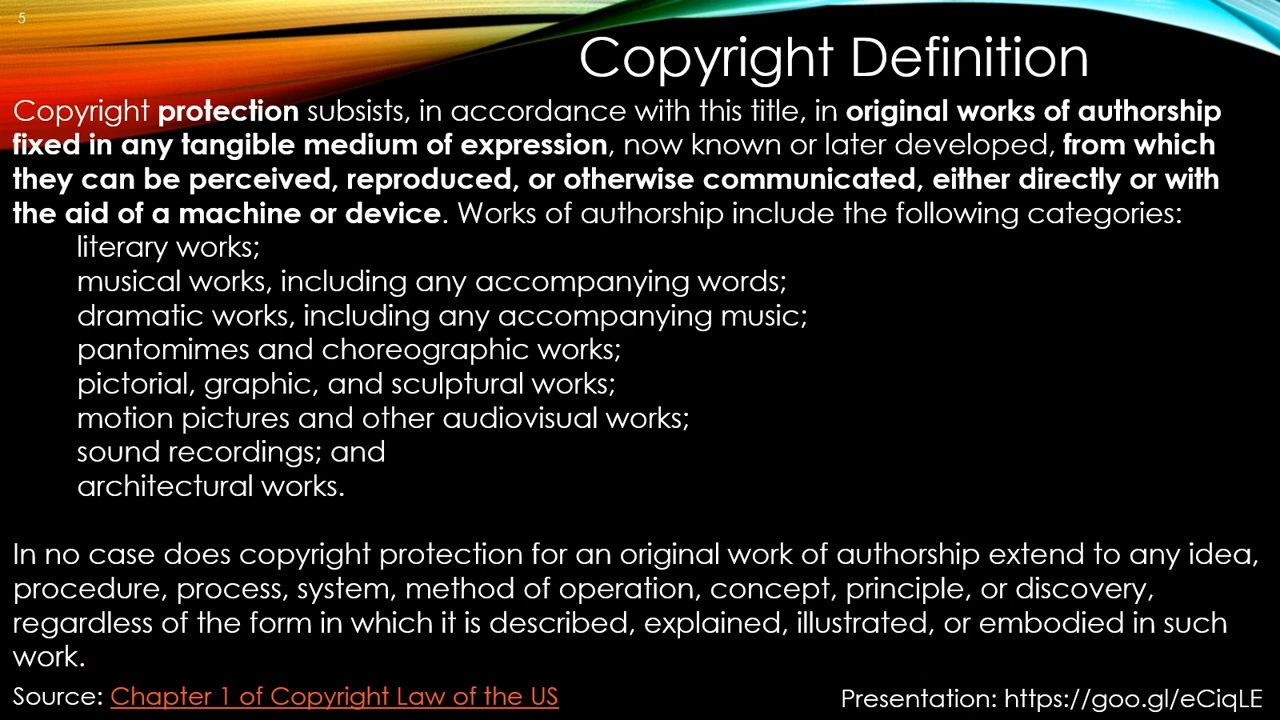 5
Copyright Definition
Copyright protection subsists, in accordance with this title, in original works of authorship
fixed in any tangible medium of expression, now known or later developed, from which
they can be perceived, reproduced, or otherwise communicated, either directly or with
the aid of a machine or device. Works of authorship include the following categories:
literary works;
musical works, including any accompanying words;
dramatic works, including any accompanying music;
pantomimes and choreographic works;
pictorial, graphic, and sculptural works;
motion pictures and other audiovisual works;
sound recordings; and
architectural works.
In no case does copyright protection for an original work of authorship extend to any idea,
procedure, process, system, method of operation, concept, principle, or discovery,
regardless of the form in which it is described, explained, illustrated, or embodied in such
work.
Source: Chapter 1 of Copyright Law of the US
Presentation: https://goo.gl/eCiqLE